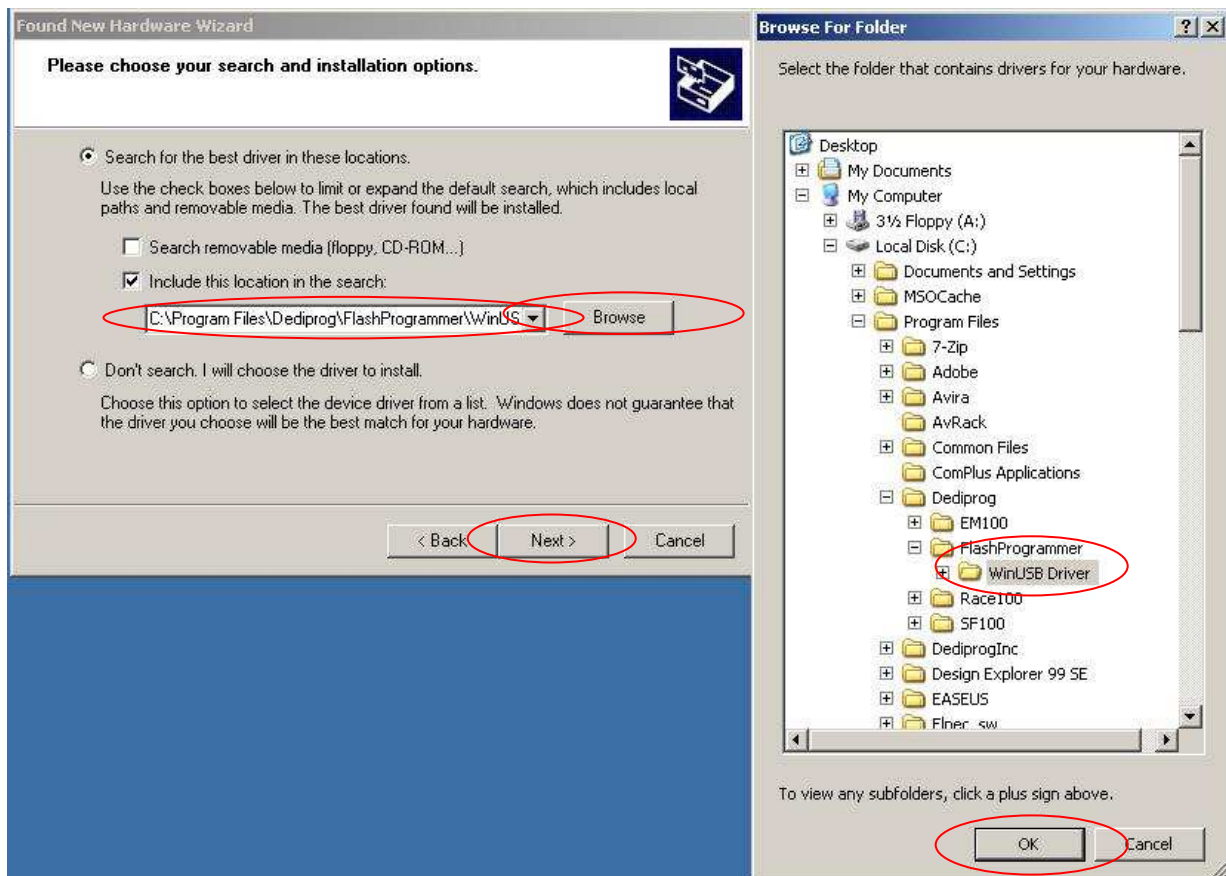 Found New Hardware Wizard
Please choose your search and installation options.
Search for the best driver in these locations.
Use the check boxes below to limit or expand the default search, which includes local
paths and removable media. The best driver found will be installed.
Search removable media (floppy, CD-ROM...)
Include this location in the search:
C:\Program Files\Dediprog\FlashProgrammer\WinUS
Browse
Don't search. I will choose the driver to install.
Choose this option to select the device driver from a list. Windows does not guarantee that
the driver you choose will be the best match for your hardware.
< Back
Next >
Cancel
Browse For Folder
Select the folder that contains drivers for your hardware.
Desktop
My Documents
My Computer
3½ Floppy (A:)
Local Disk (C:)
Documents and Settings
MSOCache
Program Files
7-Zip
Adobe
Avira
AvRack
Common Files
ComPlus Applications
Dediprog
EM100
FlashProgrammer
WinUSB Driver
Race100
SF100
DediprogInc
Design Explorer 99 SE
EASEUS
Elnec_sw
To view any subfolders, click a plus sign above.
OK
Cancel